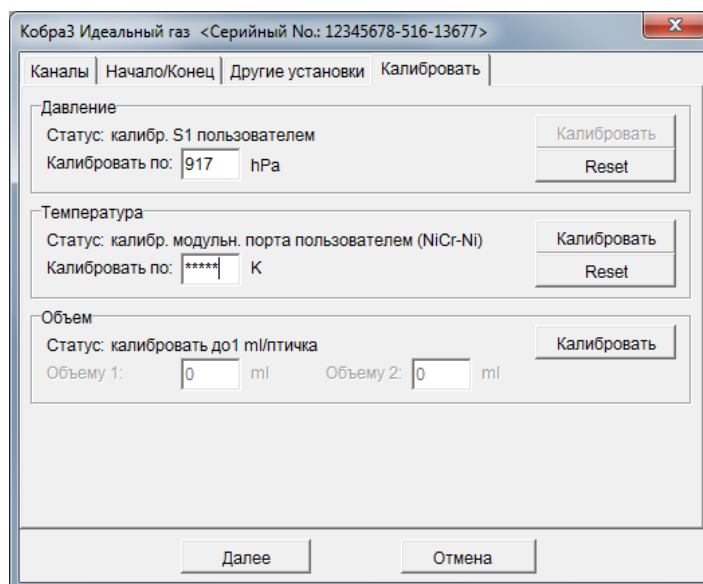 Кобра3 Идеальный газ <Серийный No.: 12345678-516-13677>
Каналы Начало/Конец Другие установки Калибровать
Давление
Статус: калибр. S1 пользователем Калибровать
Калибровать по: 917 hPa Reset
Температура
Статус: калибр. модульн. порта пользователем (NiCr-Ni) Калибровать
Калибровать по: ***** K Reset
Объем
Статус: калибровать до1 ml/птичка Калибровать
Объему 1: 0 ml Объему 2: 0 ml
Далее Отмена